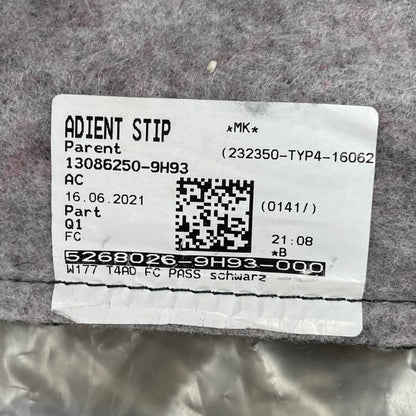 ADIENT STIP *MK*
Parent (232350-TYP4-16062
13086250-9H93
AC
16.06.2021 (0141/)
Part
Q1 21:08
FC *B
5268026-9H93-000
W177 T4AD FC PASS schwarz